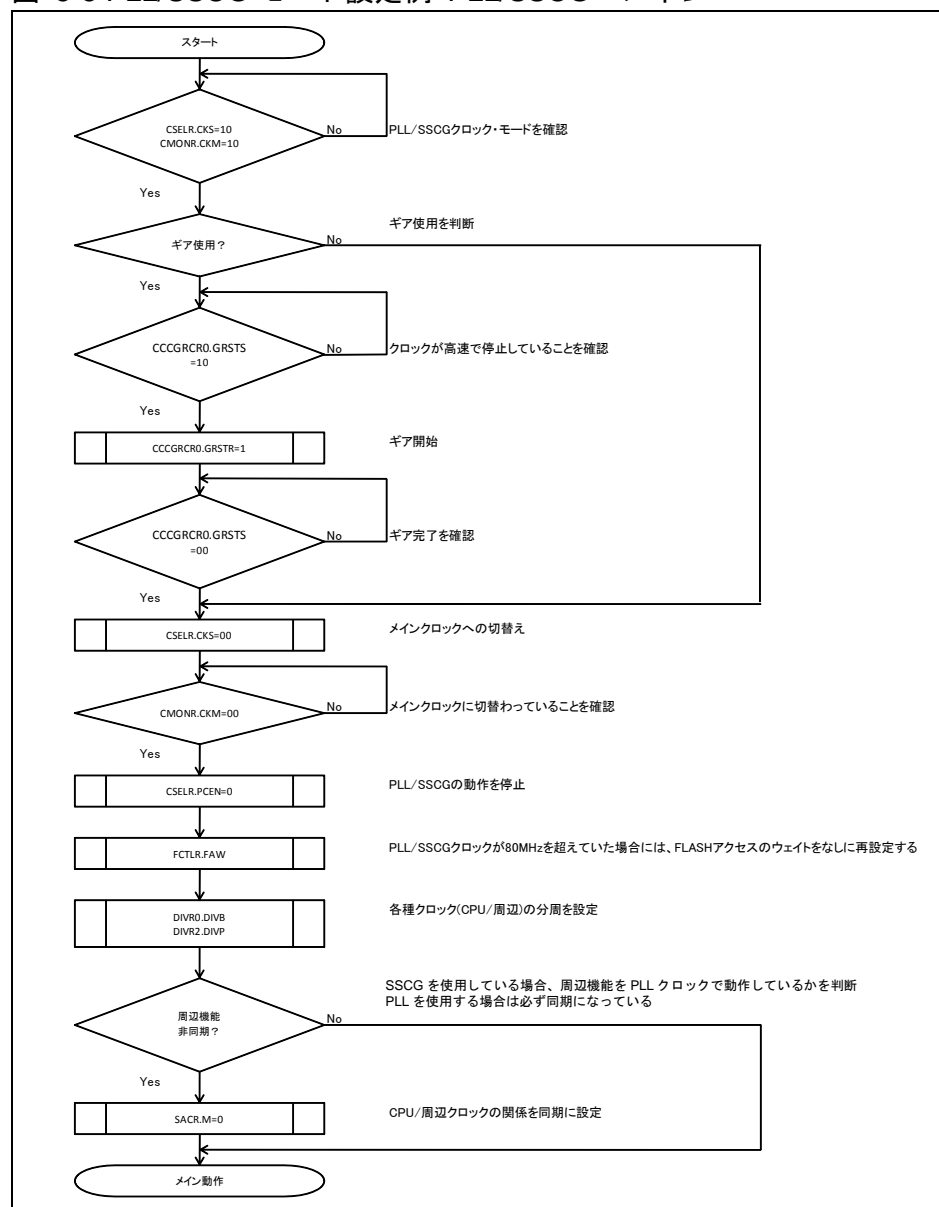 スタート
CSELR.CKS=10
CMONR.CKM=10
No
PLL/SSCGクロック・モードを確認
Yes
ギア使用を判断
ギア使用？
No
Yes
CCCGRCR0.GRSTS
=10
No
クロックが高速で停止していることを確認
Yes
CCCGRCR0.GRSTR=1
ギア開始
CCCGRCR0.GRSTS
=00
No
ギア完了を確認
Yes
CSELR.CKS=00
メインクロックへの切替え
CMONR.CKM=00
No
メインクロックに切替わっていることを確認
Yes
CSELR.PCEN=0
PLL/SSCGの動作を停止
FCTLR.FAW
PLL/SSCGクロックが80MHzを超えていた場合には、FLASHアクセスのウェイトをなしに再設定する
DIVR0.DIVB
DIVR2.DIVP
各種クロック(CPU/周辺)の分周を設定
SSCG を使用している場合、周辺機能を PLL クロックで動作しているかを判断
PLL を使用する場合は必ず同期になっている
周辺機能
非同期？
No
Yes
SACR.M=0
CPU/周辺クロックの関係を同期に設定
メイン動作